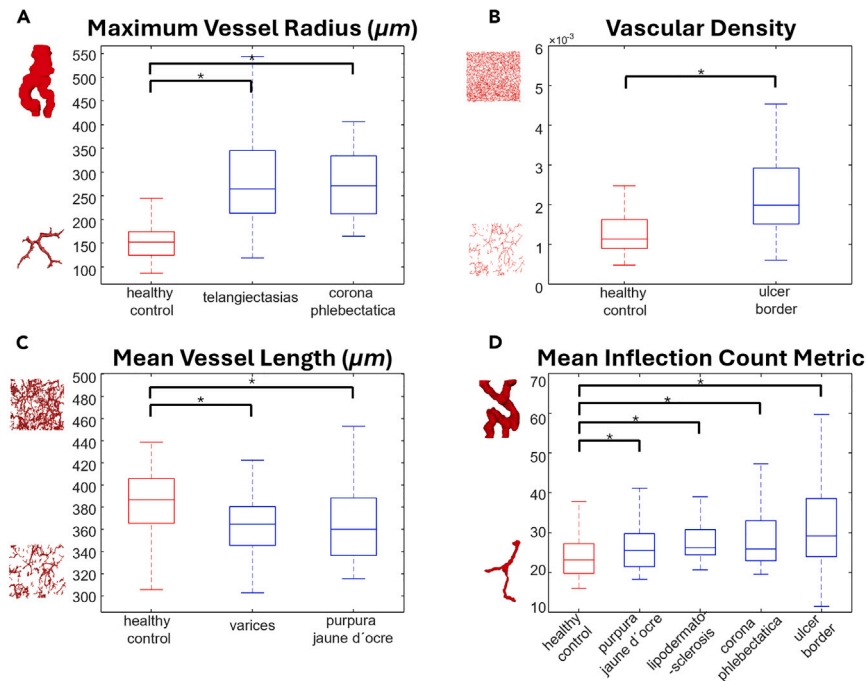 A
Maximum Vessel Radius (µm)
550
500
450
400
350
300
250
200
150
100
*
*
healthy
control
telangiectasias
corona
phlebectatica
B
Vascular Density
×10⁻³
6
5
4
3
2
1
0
*
healthy
control
ulcer
border
C
Mean Vessel Length (µm)
500
480
460
440
420
400
380
360
340
320
300
*
*
healthy
control
varices
purpura
jaune d´ocre
D
Mean Inflection Count Metric
70
60
50
40
30
20
10
*
*
*
*
healthy
control
purpura
jaune d´ocre
lipodermato-
-sclerosis
corona
phlebectatica
ulcer
border